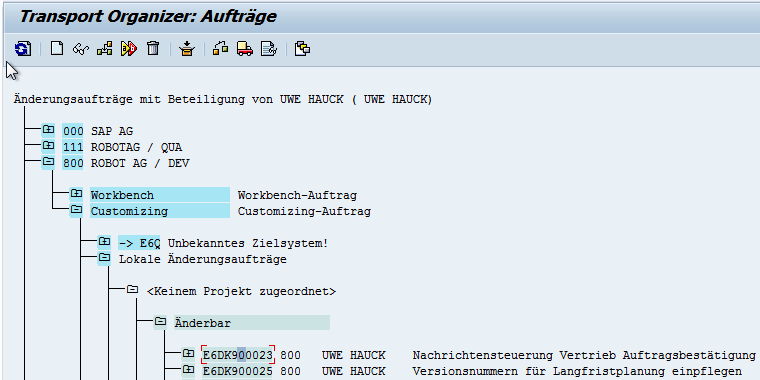 Transport Organizer: Aufträge
Änderungsaufträge mit Beteiligung von UWE HAUCK ( UWE HAUCK)
000 SAP AG
111 ROBOTAG / QUA
800 ROBOT AG / DEV
Workbench Workbench-Auftrag
Customizing Customizing-Auftrag
-> E6Q Unbekanntes Zielsystem!
Lokale Änderungsaufträge
<Keinem Projekt zugeordnet>
Änderbar
E6DK900023 800 UWE HAUCK Nachrichtensteuerung Vertrieb Auftragsbestätigung
E6DK900025 800 UWE HAUCK Versionsnummern für Langfristplanung einpflegen